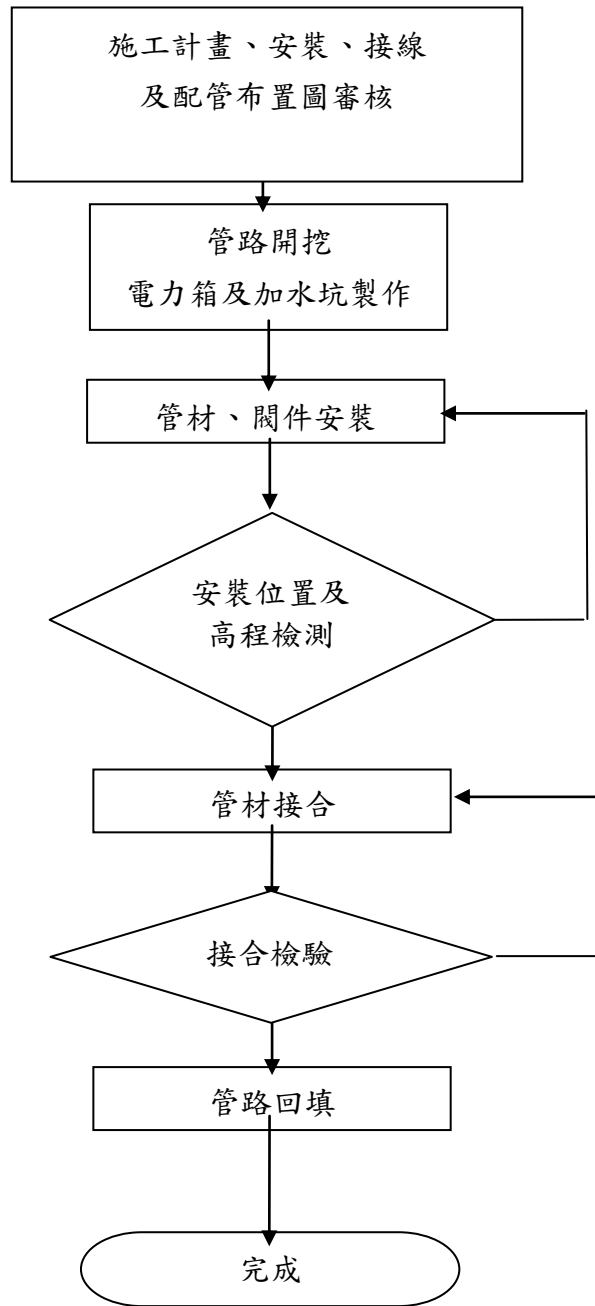 施工計畫、安裝、接線
及配管布置圖審核
管路開挖
電力箱及加水坑製作
管材、閥件安裝
安裝位置及
高程檢測
管材接合
接合檢驗
管路回填
完成